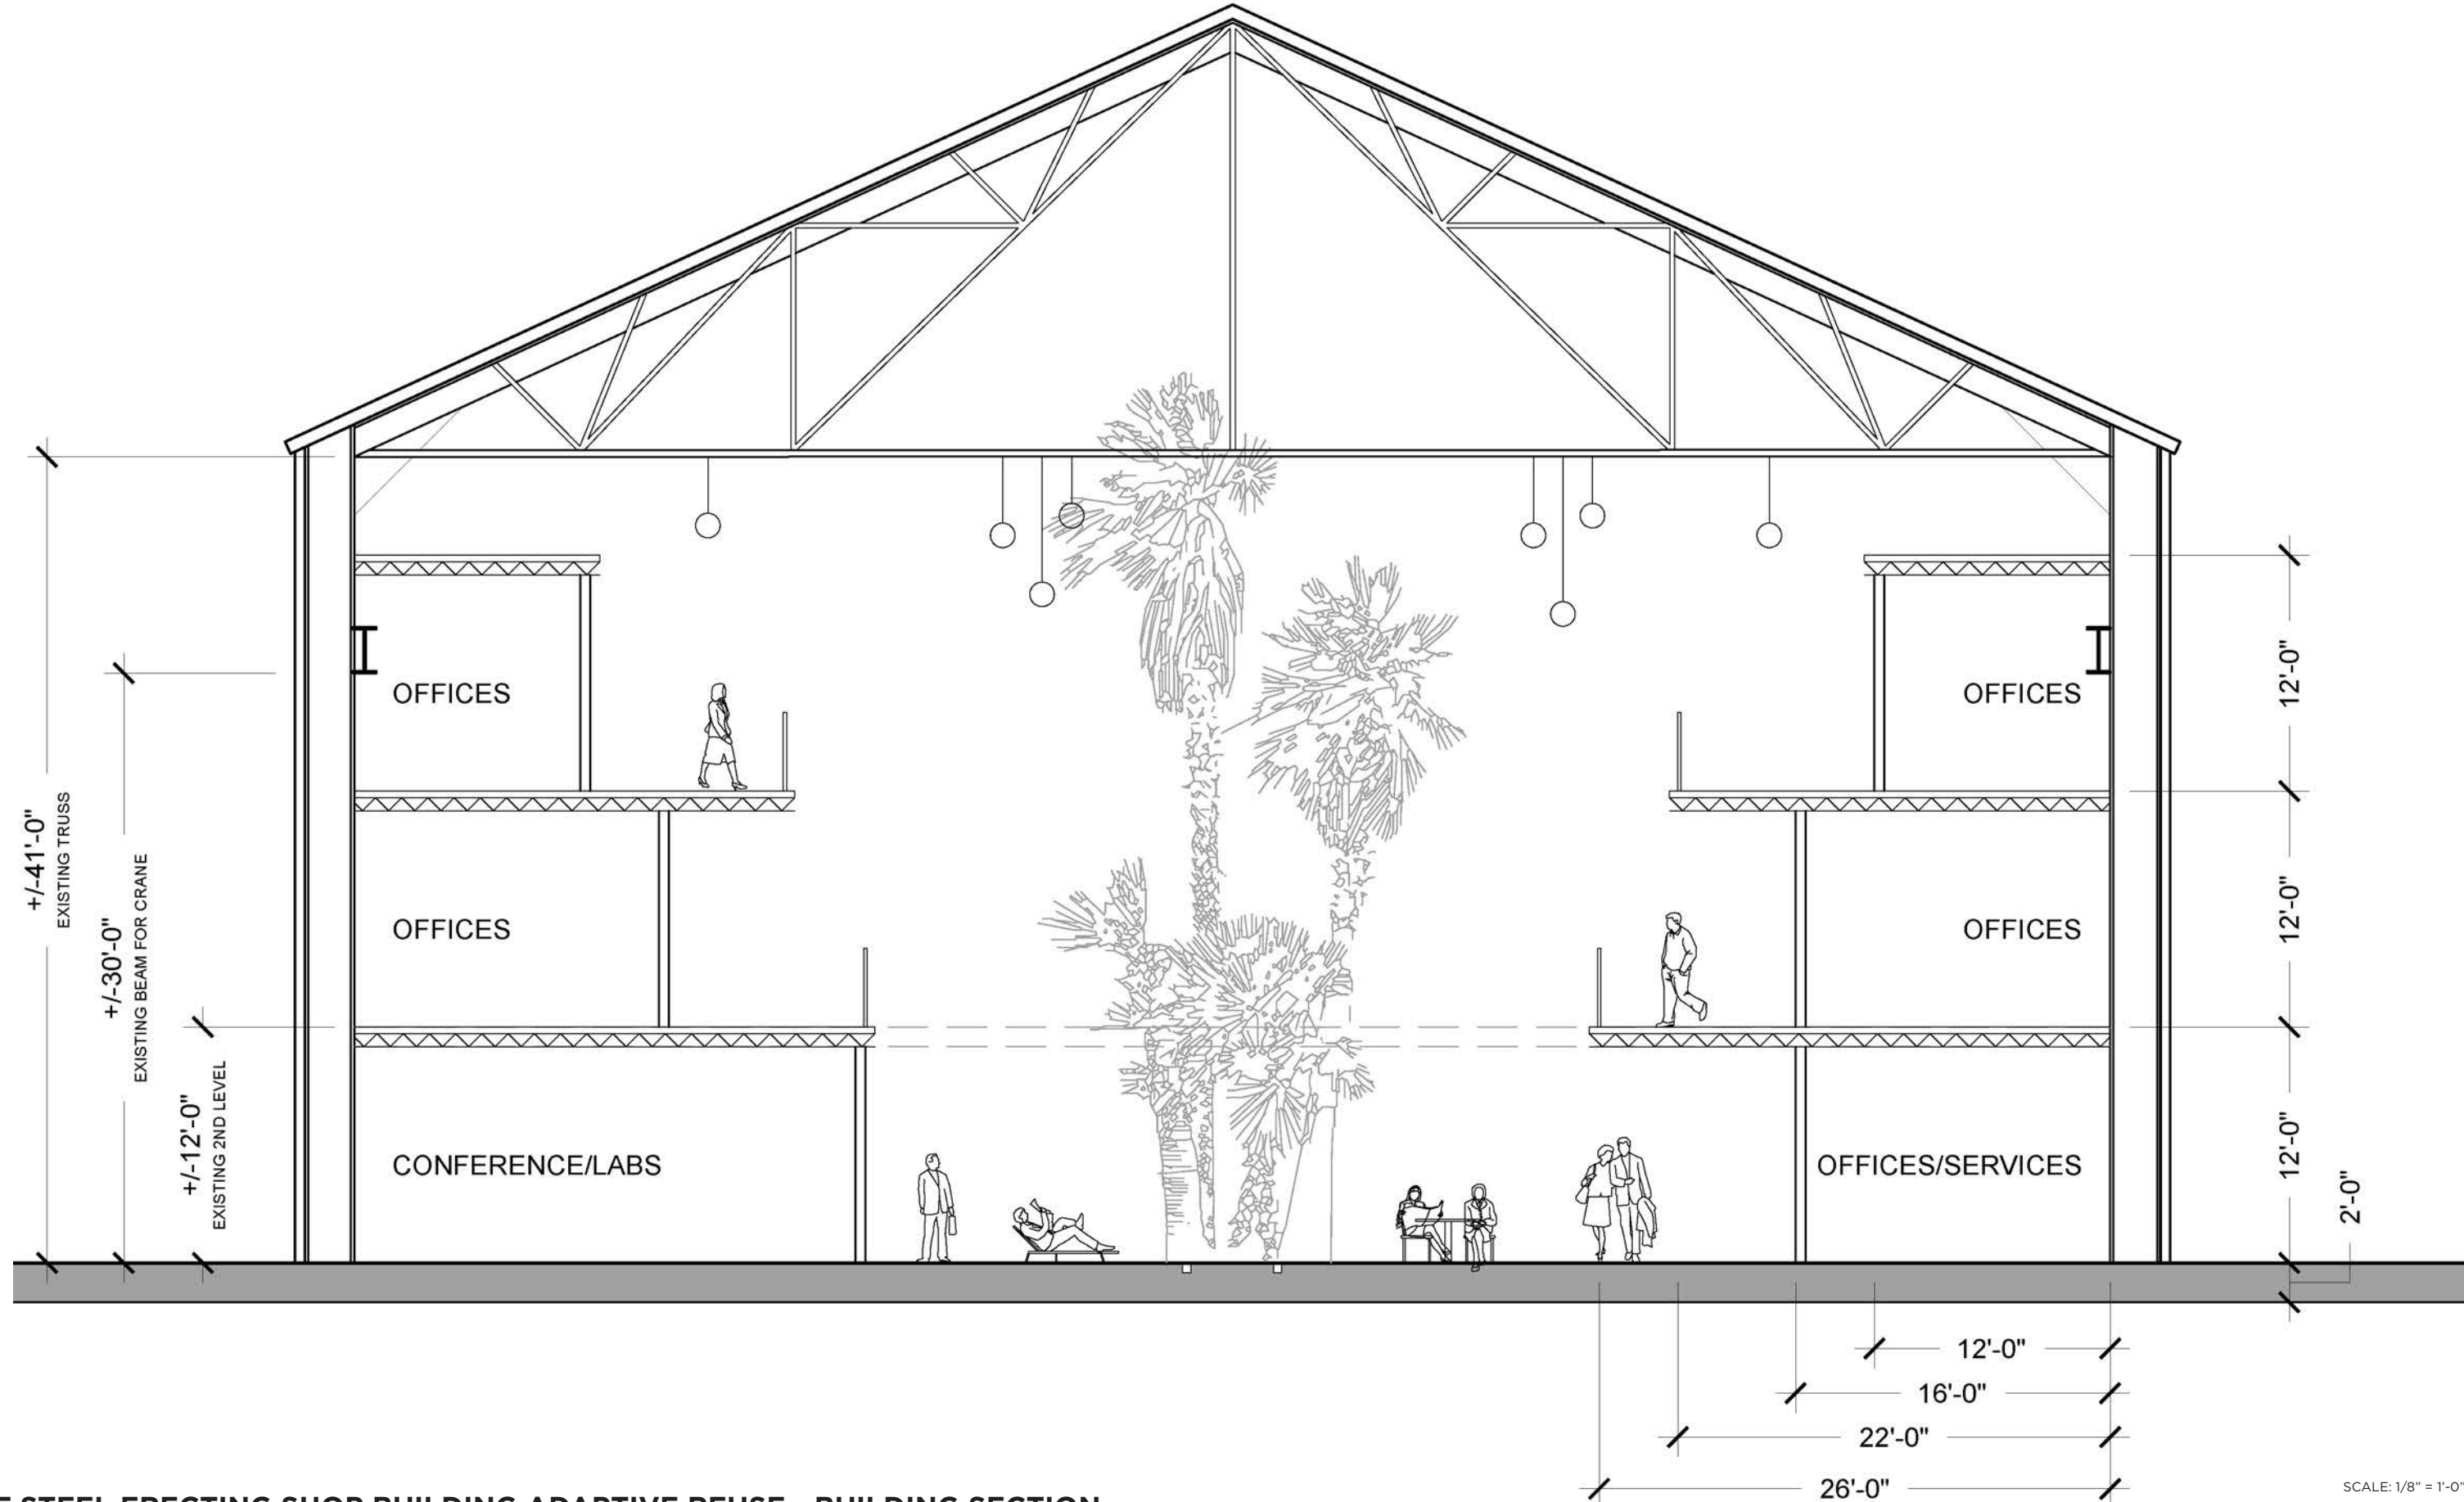 OFFICES
OFFICES
12'-0"
+/-41'-0"
EXISTING TRUSS
+/-30'-0"
EXISTING BEAM FOR CRANE
OFFICES
OFFICES
12'-0"
+/-12'-0"
EXISTING 2ND LEVEL
CONFERENCE/LABS
OFFICES/SERVICES
12'-0"
2'-0"
12'-0"
16'-0"
22'-0"
26'-0"
STEEL ERECTING SHOP BUILDING ADAPTIVE REUSE - BUILDING SECTION
SCALE: 1/8" = 1'-0"